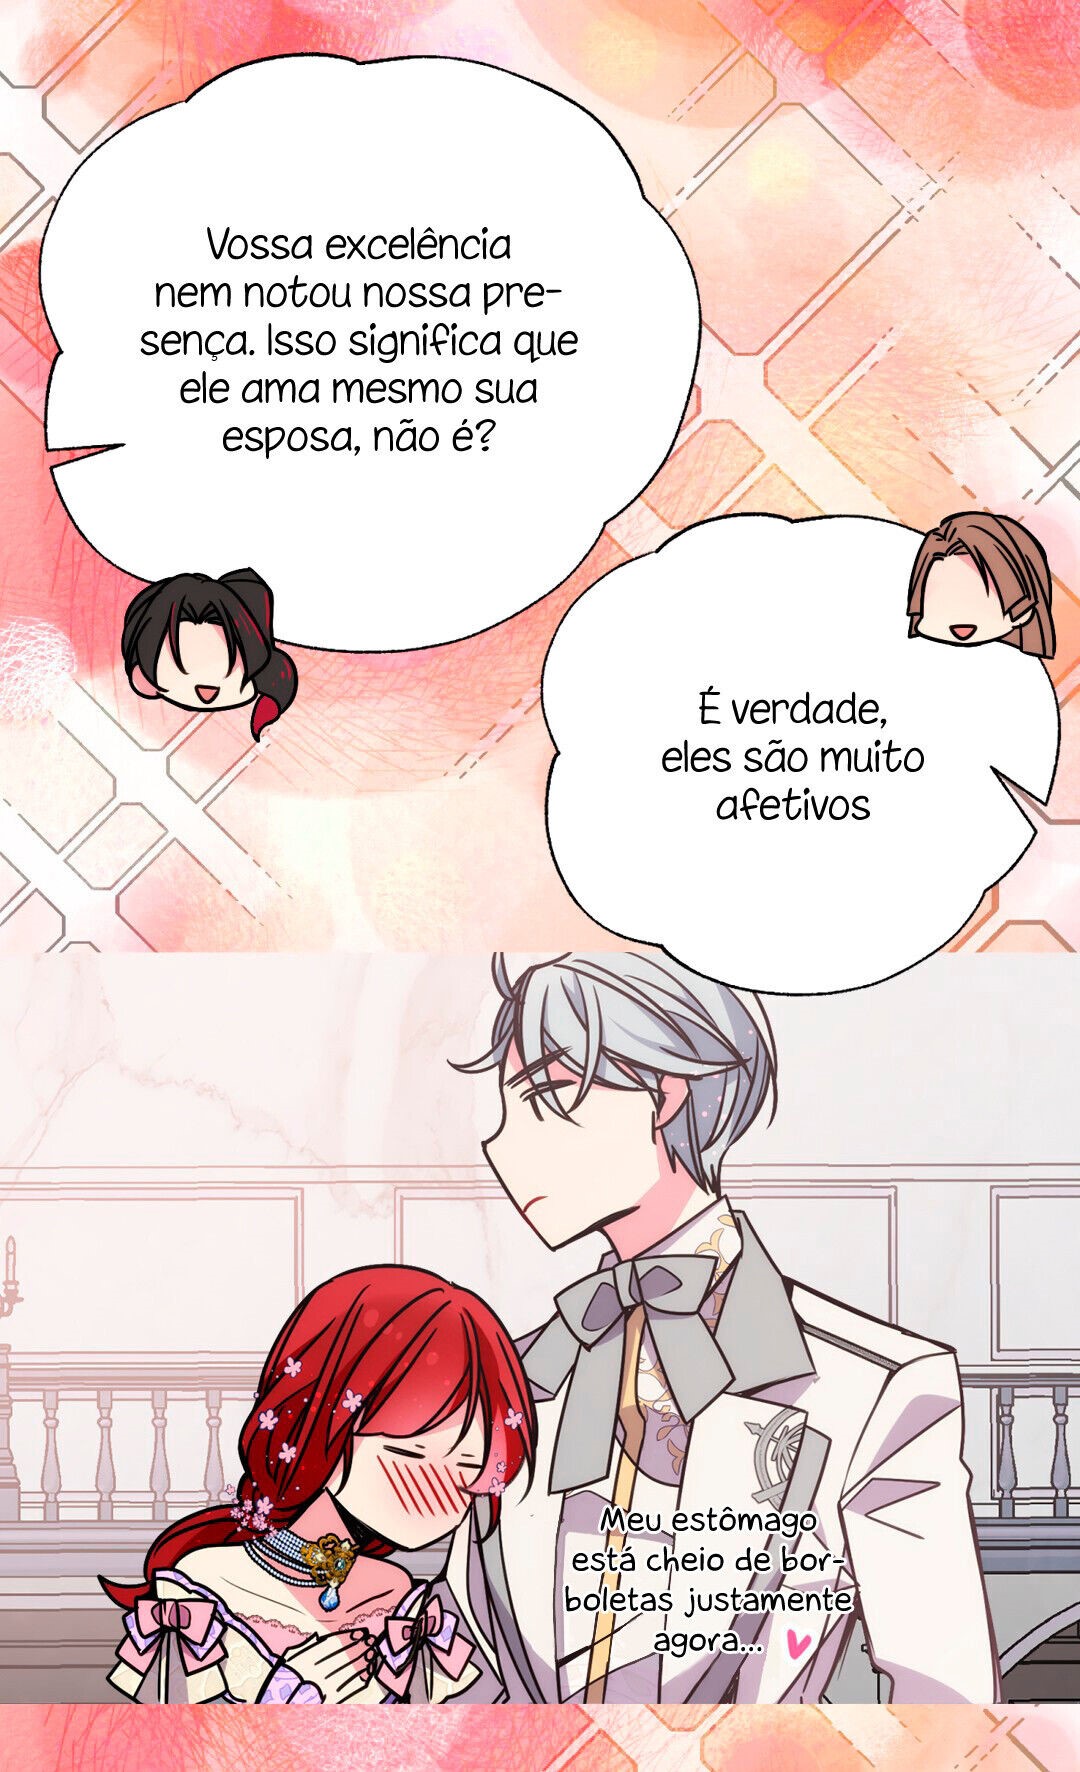 Vossa excelência
nem notou nossa pre-
sença. Isso significa que
ele ama mesmo sua
esposa, não é?
É verdade,
eles são muito
afetivos
Meu estômago
está cheio de bor-
boletas justamente
agora...